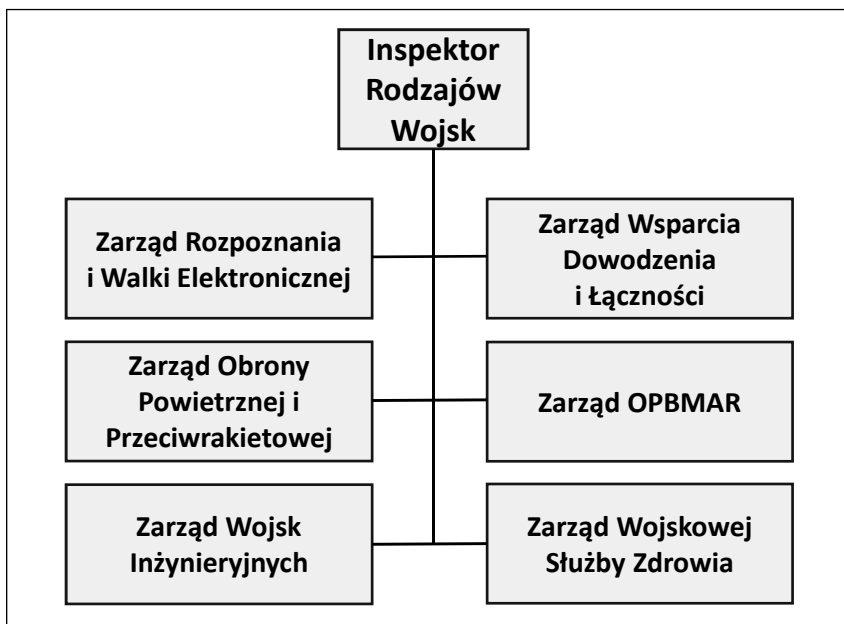 Inspektor
Rodzajów
Wojsk
Zarząd Rozpoznania
i Walki Elektronicznej
Zarząd Wsparcia
Dowodzenia
i Łączności
Zarząd Obrony
Powietrznej i
Przeciwrakietowej
Zarząd OPBMAR
Zarząd Wojsk
Inżynieryjnych
Zarząd Wojskowej
Służby Zdrowia